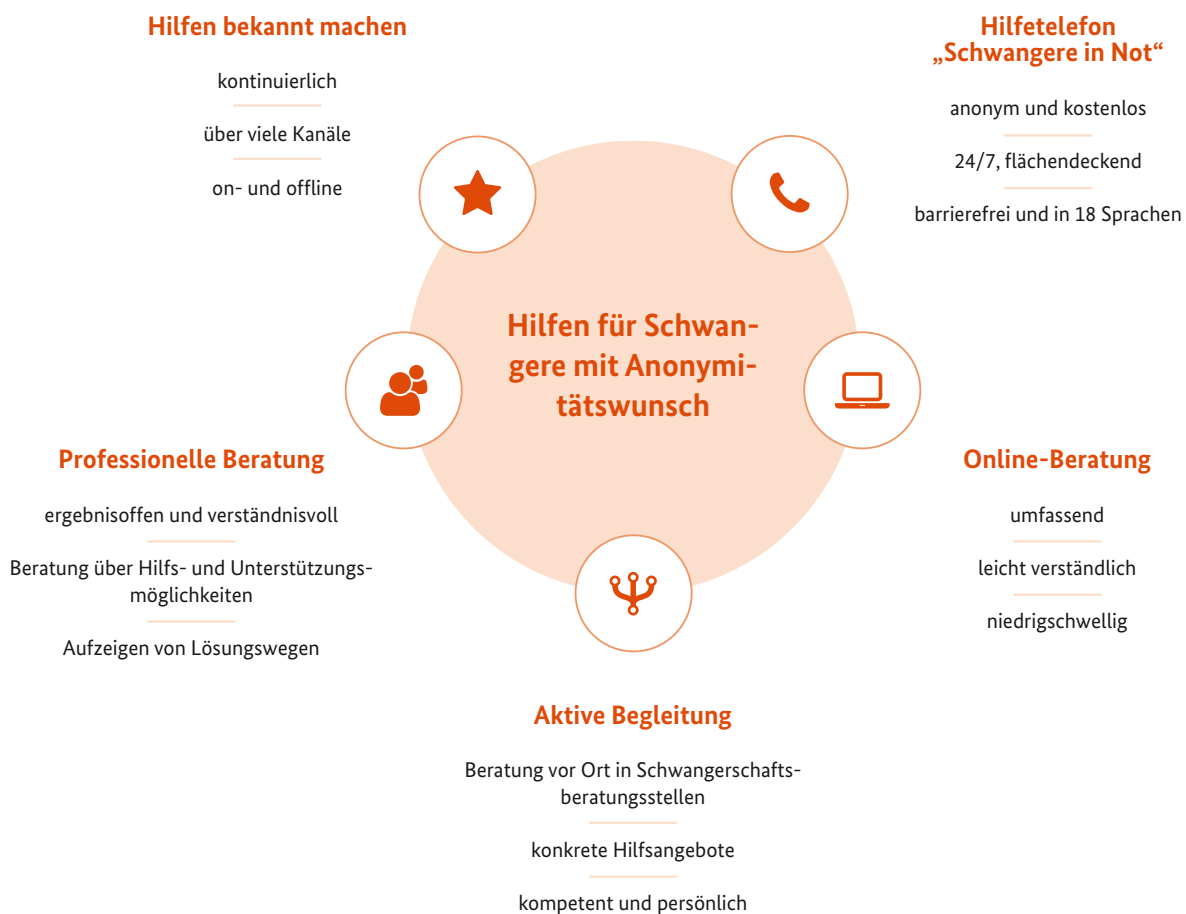 Hilfen bekannt machen
kontinuierlich
über viele Kanäle
on- und offline
Hilfetelefon
„Schwangere in Not“
anonym und kostenlos
24/7, flächendeckend
barrierefrei und in 18 Sprachen
Hilfen für Schwan-
gere mit Anonymi-
tätswunsch
Professionelle Beratung
ergebnisoffen und verständnisvoll
Beratung über Hilfs- und Unterstützungs-
möglichkeiten
Aufzeigen von Lösungswegen
Online-Beratung
umfassend
leicht verständlich
niedrigschwellig
Aktive Begleitung
Beratung vor Ort in Schwangerschafts-
beratungsstellen
konkrete Hilfsangebote
kompetent und persönlich